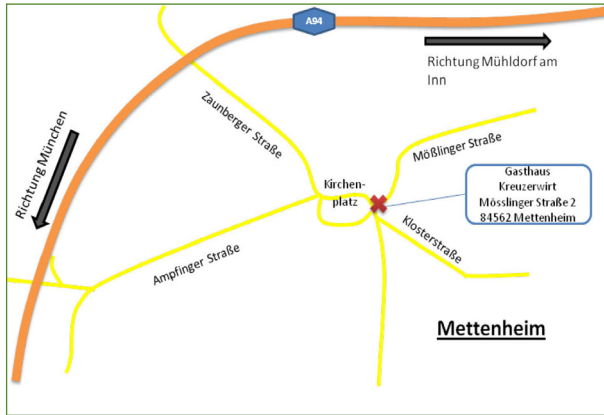 A94
Richtung Mühldorf am
Inn
Richtung München
Zaunberger Straße
Mößlinger Straße
Kirchen-
platz
Gasthaus
Kreuzerwirt
Mösslinger Straße 2
84562 Mettenheim
Klosterstraße
Ampfinger Straße
Mettenheim